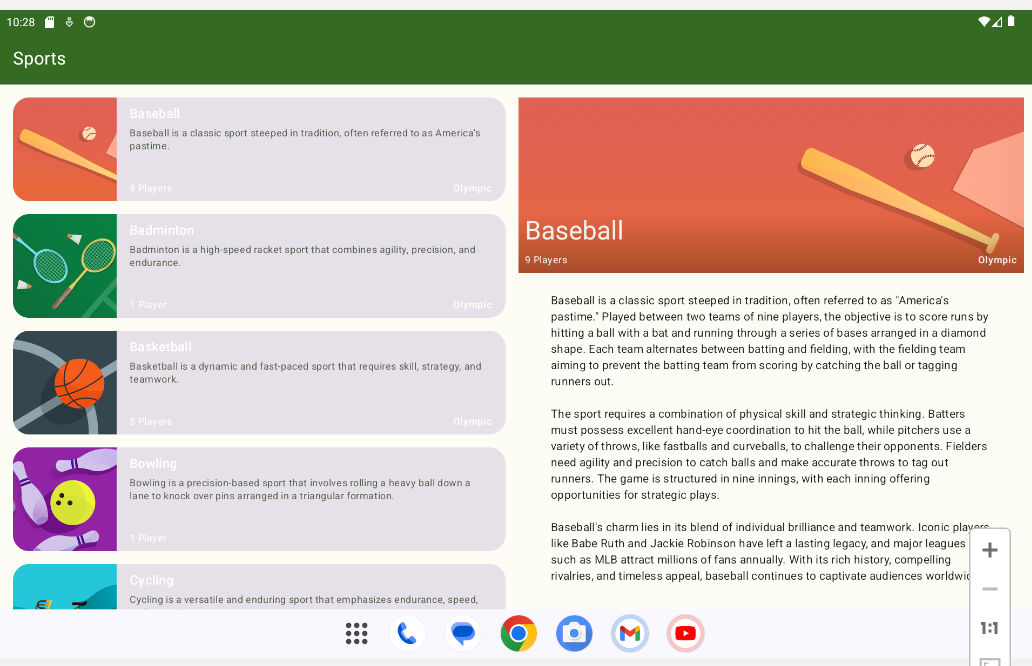 10:28
Sports
Baseball
Baseball is a classic sport steeped in tradition, often referred to as America's
pastime.
9 Players
Olympic
Badminton
Badminton is a high-speed racket sport that combines agility, precision, and
endurance.
1 Player
Olympic
Basketball
Basketball is a dynamic and fast-paced sport that requires skill, strategy, and
teamwork.
5 Players
Olympic
Bowling
Bowling is a precision-based sport that involves rolling a heavy ball down a
lane to knock over pins arranged in a triangular formation.
1 Player
Cycling
Cycling is a versatile and enduring sport that emphasizes endurance, speed,
Baseball
9 Players
Olympic
Baseball is a classic sport steeped in tradition, often referred to as "America's
pastime." Played between two teams of nine players, the objective is to score runs by
hitting a ball with a bat and running through a series of bases arranged in a diamond
shape. Each team alternates between batting and fielding, with the fielding team
aiming to prevent the batting team from scoring by catching the ball or tagging
runners out.
The sport requires a combination of physical skill and strategic thinking. Batters
must possess excellent hand-eye coordination to hit the ball, while pitchers use a
variety of throws, like fastballs and curveballs, to challenge their opponents. Fielders
need agility and precision to catch balls and make accurate throws to tag out
runners. The game is structured in nine innings, with each inning offering
opportunities for strategic plays.
Baseball's charm lies in its blend of individual brilliance and teamwork. Iconic players
like Babe Ruth and Jackie Robinson have left a lasting legacy, and major leagues
such as MLB attract millions of fans annually. With its rich history, compelling
rivalries, and timeless appeal, baseball continues to captivate audiences worldwi
1:1